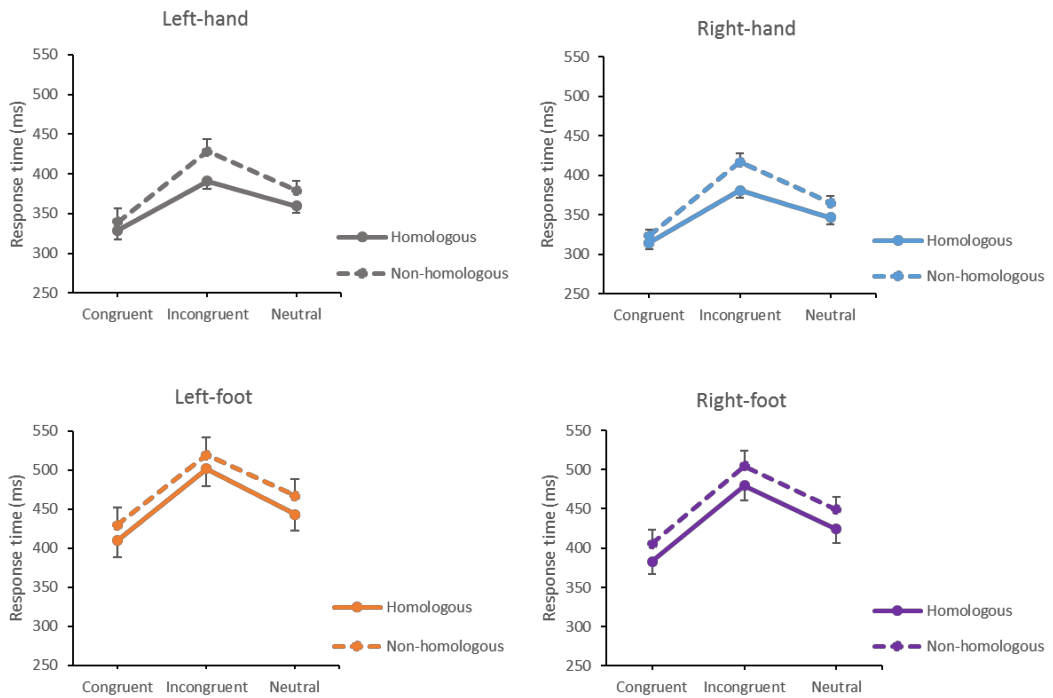 Left-hand
550
500
450
400
350
300
250
Response time (ms)
Congruent Incongruent Neutral
Homologous
Non-homologous
Right-hand
550
500
450
400
350
300
250
Response time (ms)
Congruent Incongruent Neutral
Homologous
Non-homologous
Left-foot
550
500
450
400
350
300
250
Response time (ms)
Congruent Incongruent Neutral
Homologous
Non-homologous
Right-foot
550
500
450
400
350
300
250
Response time (ms)
Congruent Incongruent Neutral
Homologous
Non-homologous